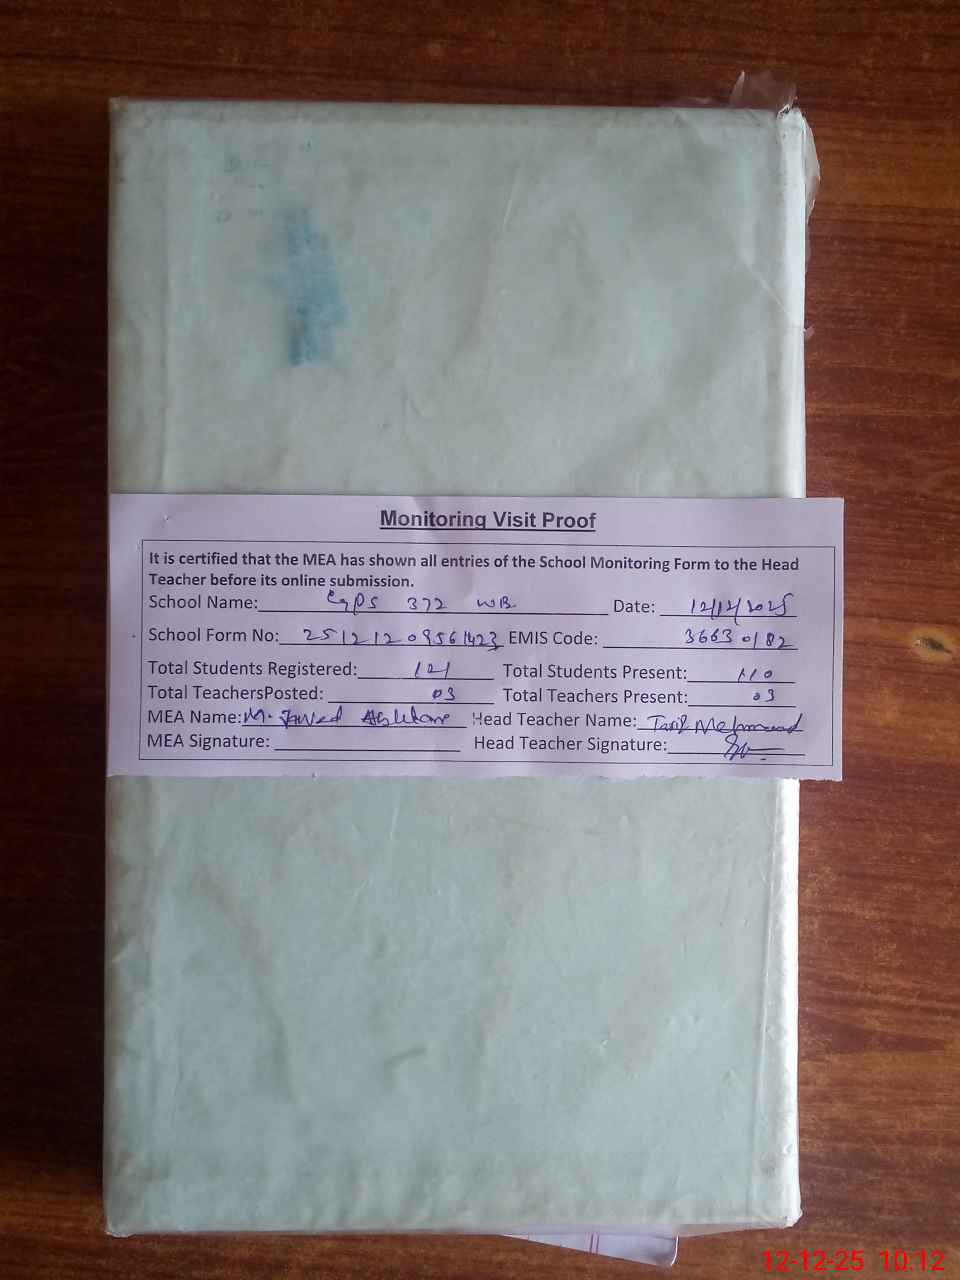 Monitoring Visit Proof
It is certified that the MEA has shown all entries of the School Monitoring Form to the Head
Teacher before its online submission.
School Name: GPS 372 WB Date: 12/12/2025
School Form No: 25121209561423 EMIS Code: 36630182
Total Students Registered: 121 Total Students Present: 110
Total TeachersPosted: 03 Total Teachers Present: 03
MEA Name: M. Javed Head Teacher Name: Tariq Mehmood
MEA Signature: Head Teacher Signature:
12-12-25 10:12